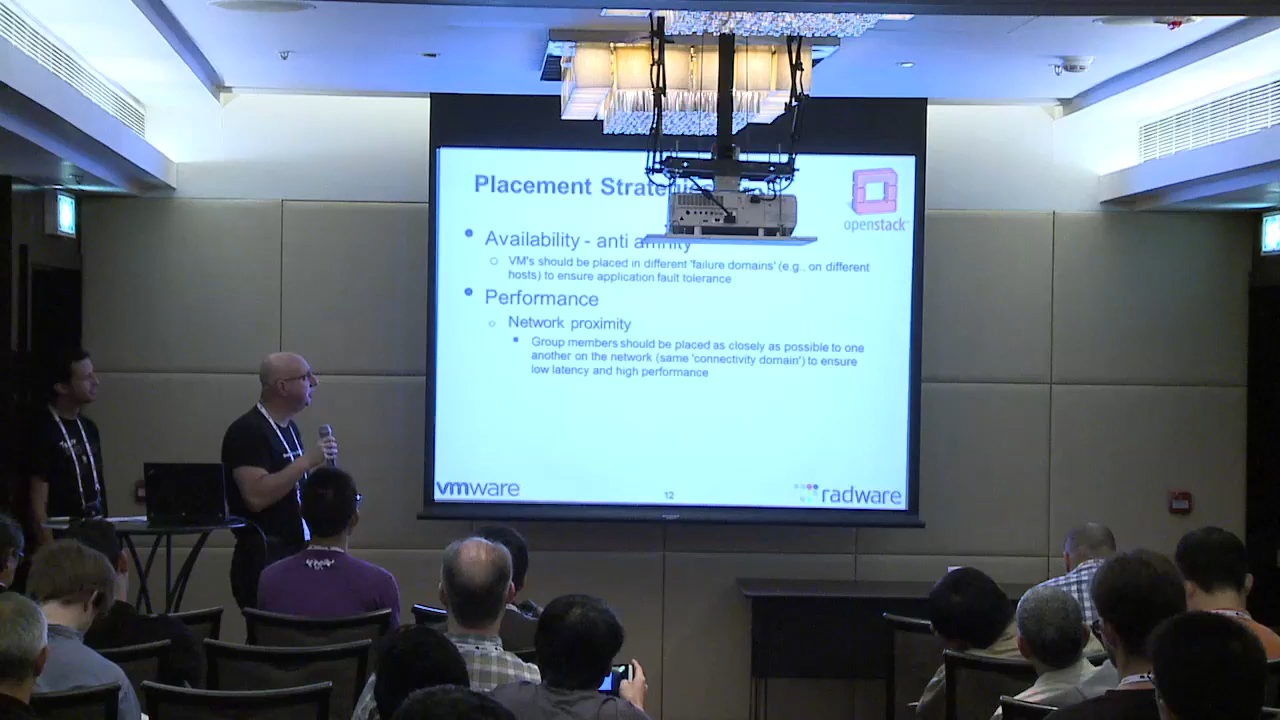 Placement Strate
openstack
Availability - anti affinity
VM's should be placed in different 'failure domains' (e.g., on different
hosts) to ensure application fault tolerance
Performance
Network proximity
Group members should be placed as closely as possible to one
another on the network (same 'connectivity domain') to ensure
low latency and high performance
vmware
12
radware